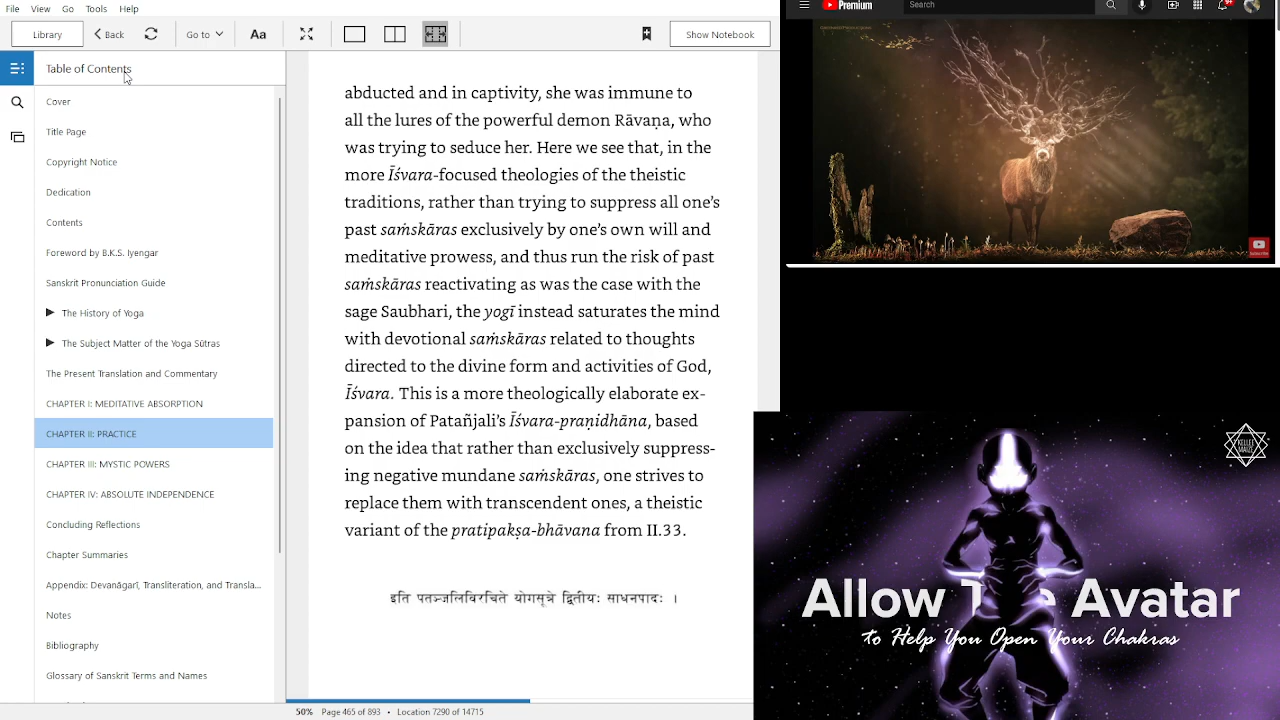 File View Go Tools Help
Library Back Go to Aa Show Notebook
Table of Contents
Cover
Title Page
Copyright Notice
Dedication
Contents
Foreword by B.K.S. Iyengar
Sanskrit Pronunciation Guide
The History of Yoga
The Subject Matter of the Yoga Sūtras
The Present Translation and Commentary
CHAPTER I: MEDITATIVE ABSORPTION
CHAPTER II: PRACTICE
CHAPTER III: MYSTIC POWERS
CHAPTER IV: ABSOLUTE INDEPENDENCE
Concluding Reflections
Chapter Summaries
Appendix: Devanāgarī, Transliteration, and Transla...
Notes
Bibliography
Glossary of Sanskrit Terms and Names
abducted and in captivity, she was immune to
all the lures of the powerful demon Rāvaṇa, who
was trying to seduce her. Here we see that, in the
more Īśvara-focused theologies of the theistic
traditions, rather than trying to suppress all one’s
past saṁskāras exclusively by one’s own will and
meditative prowess, and thus run the risk of past
saṁskāras reactivating as was the case with the
sage Saubhari, the yogī instead saturates the mind
with devotional saṁskāras related to thoughts
directed to the divine form and activities of God,
Īśvara. This is a more theologically elaborate ex-
pansion of Patañjali’s Īśvara-praṇidhāna, based
on the idea that rather than exclusively suppress-
ing negative mundane saṁskāras, one strives to
replace them with transcendent ones, a theistic
variant of the pratipakṣa-bhāvana from II.33.
इति पतञ्जलिविरचिते योगसूत्रे द्वितीयः साधनपादः ।
50% Page 465 of 893 • Location 7290 of 14715
Premium
Search
9+
Subscribe
Allow The Avatar
to Help You Open Your Chakras